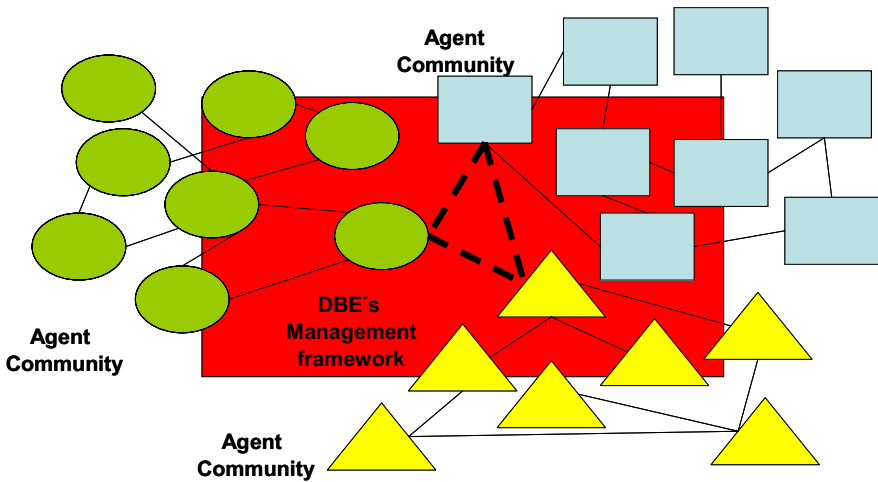 Agent
Community
DBE´s
Management
framework
Agent
Community
Agent
Community